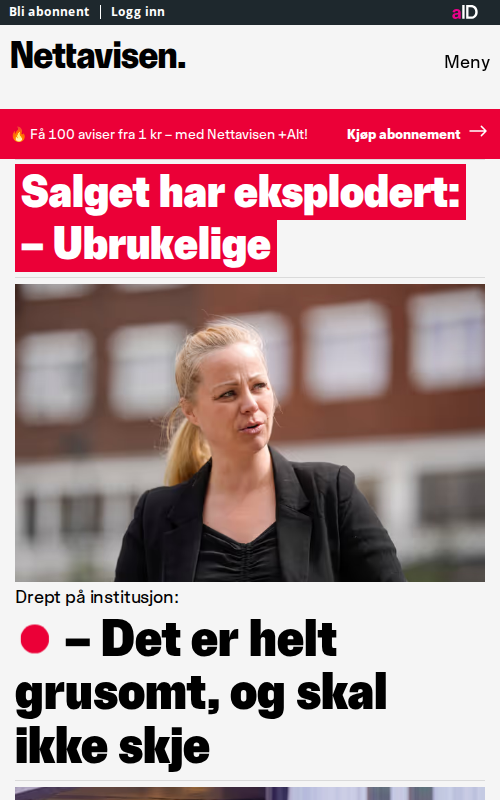 Bli abonnent | Logg inn
aID
Nettavisen.
Meny
🔥 Få 100 aviser fra 1 kr – med Nettavisen +Alt!
Kjøp abonnement →
Salget har eksplodert:
– Ubrukelige
Drept på institusjon:
– Det er helt
grusomt, og skal
ikke skje